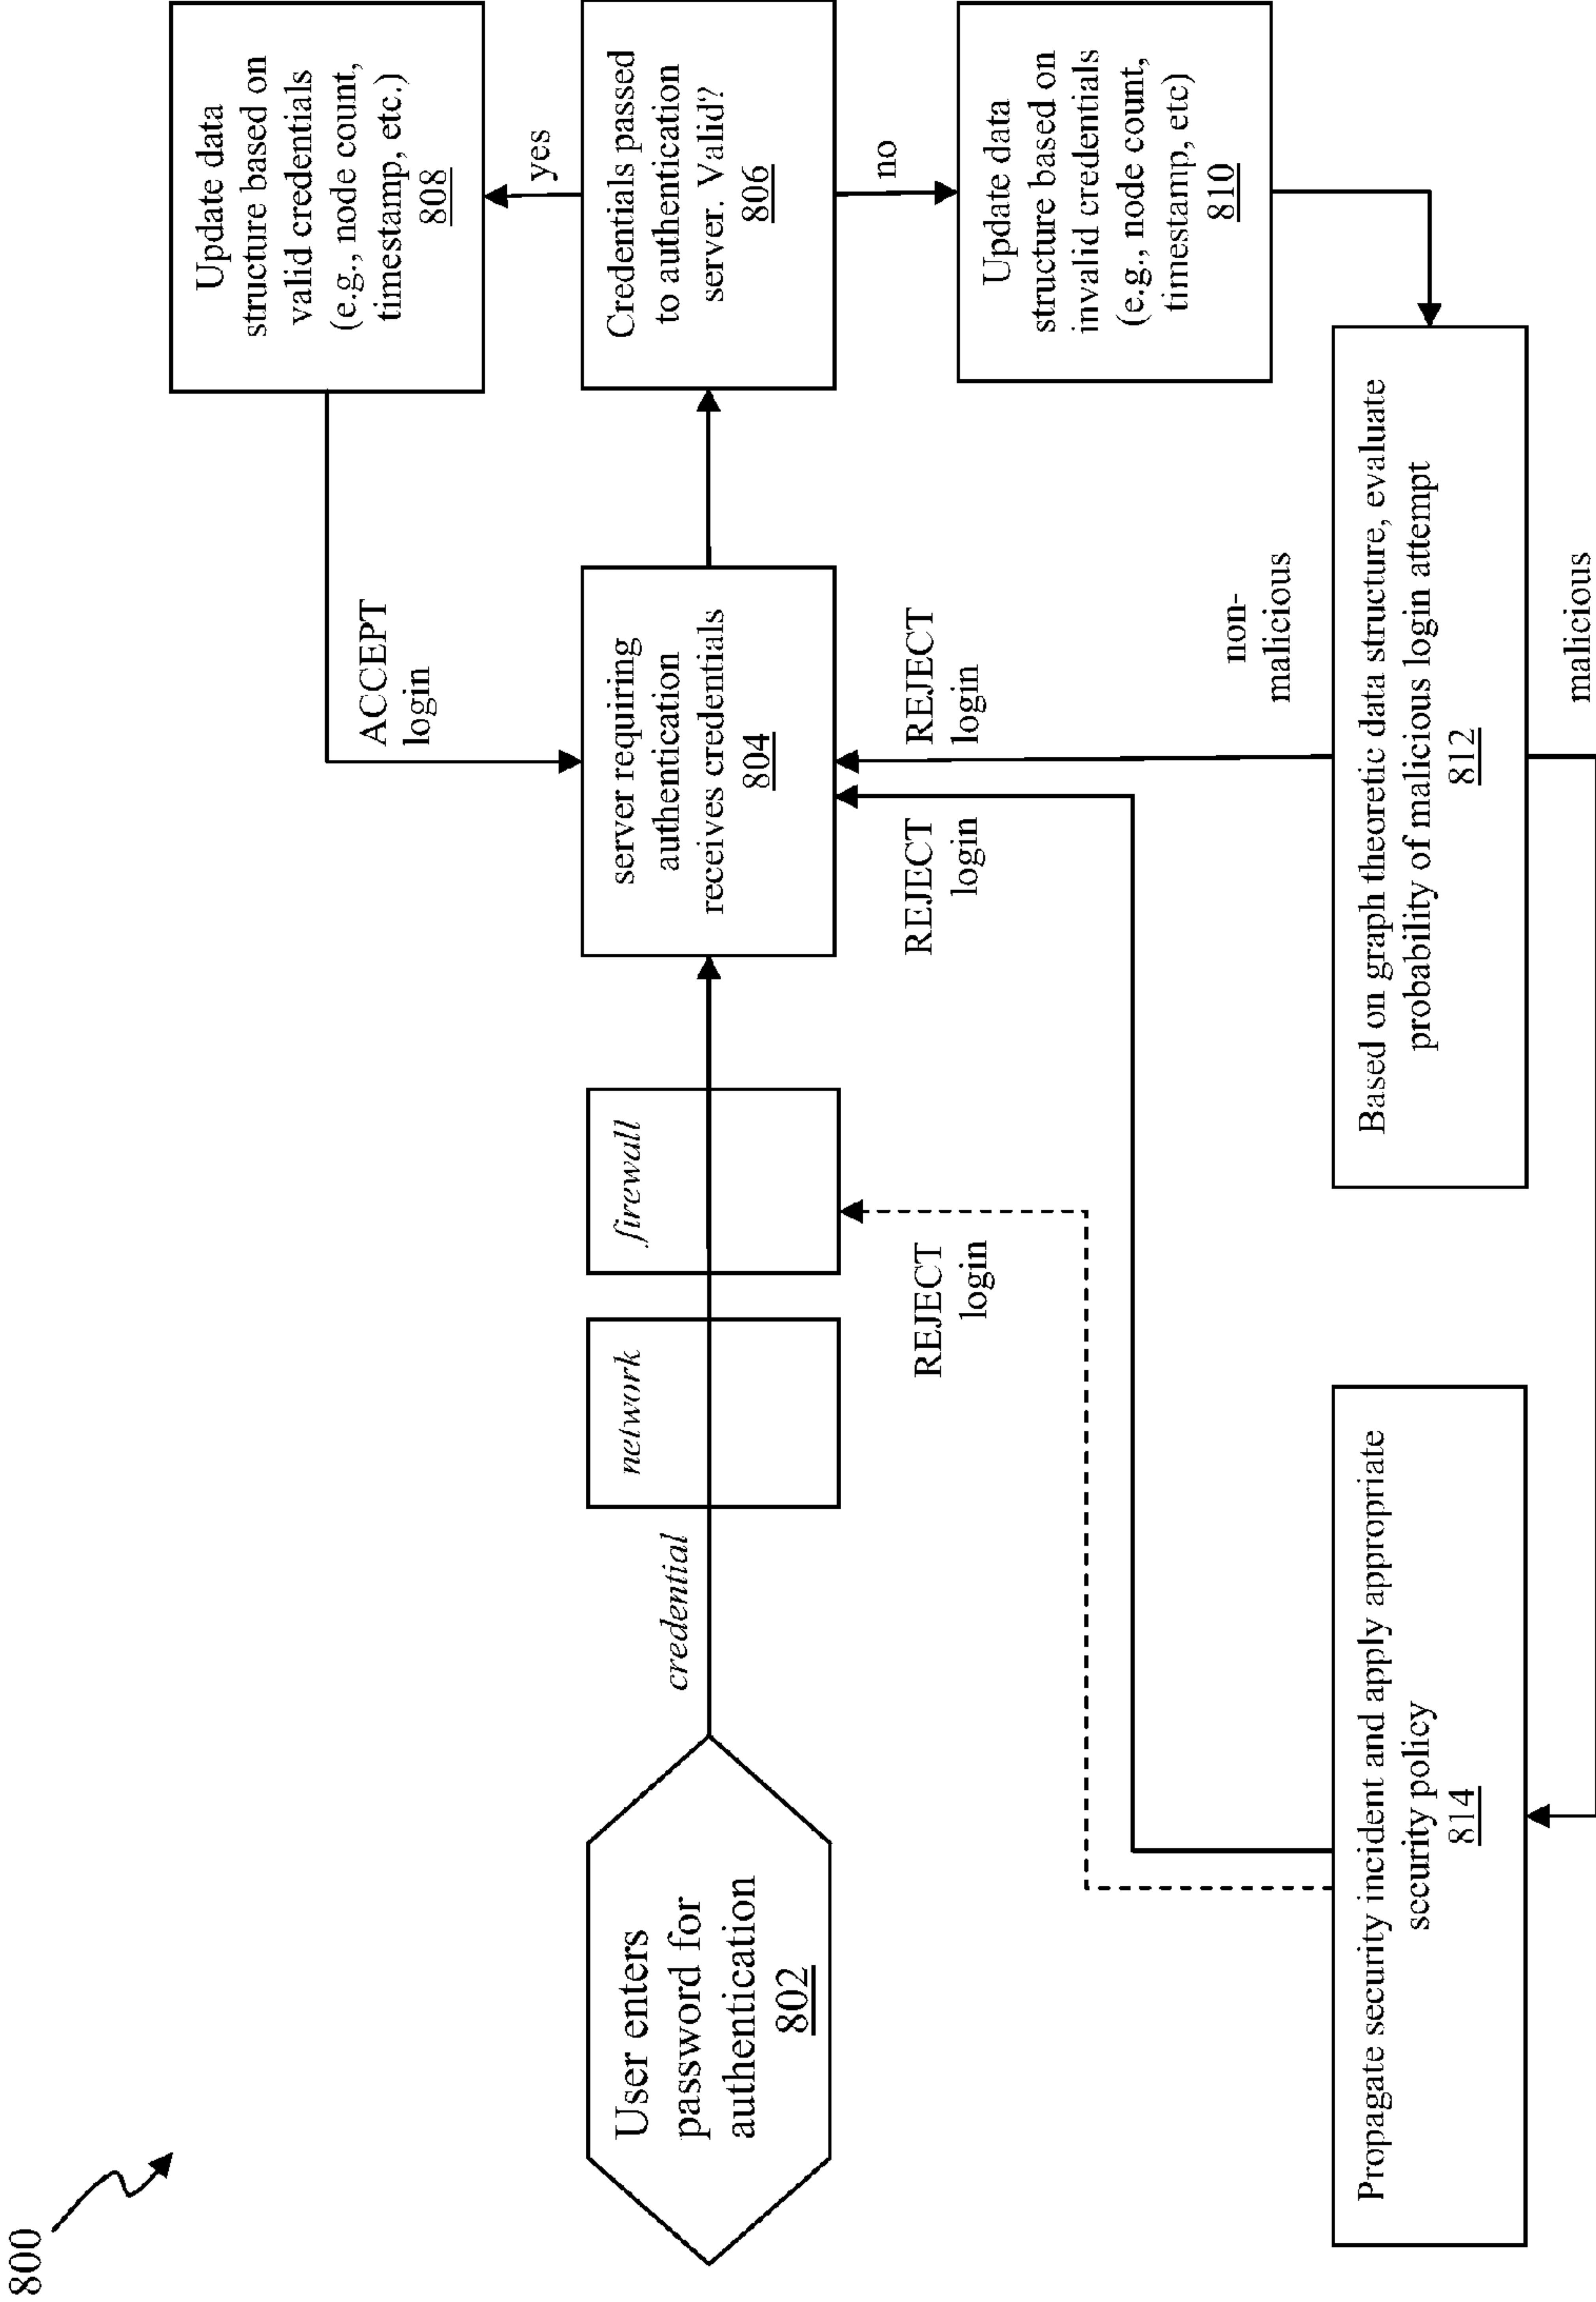 800
User enters
password for
authentication
802
credential
network
firewall
server requiring
authentication
receives credentials
804
Credentials passed
to authentication
server. Valid?
806
yes
Update data
structure based on
valid credentials
(e.g., node count,
timestamp, etc.)
808
ACCEPT
login
no
Update data
structure based on
invalid credentials
(e.g., node count,
timestamp, etc)
810
Based on graph theoretic data structure, evaluate
probability of malicious login attempt
812
non-
malicious
REJECT
login
malicious
Propagate security incident and apply appropriate
security policy
814
REJECT
login
REJECT
login